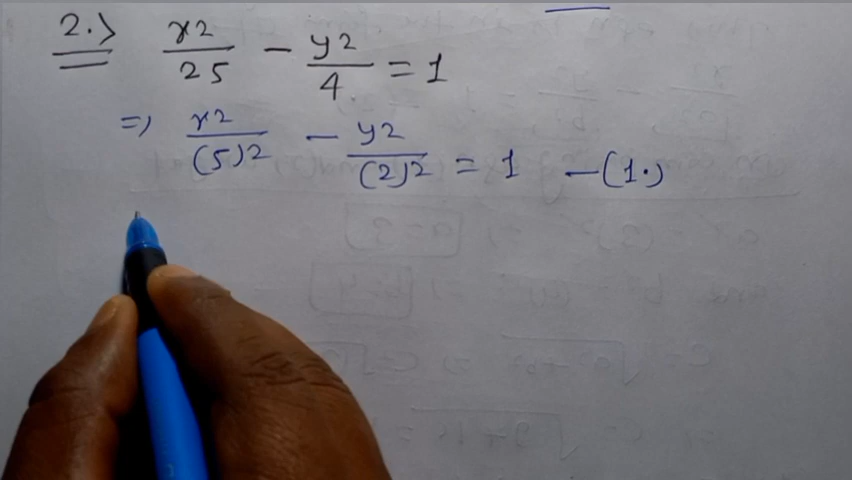 2.) x2/25 - y2/4 = 1
=> x2/(5)2 - y2/(2)2 = 1 -(1.)